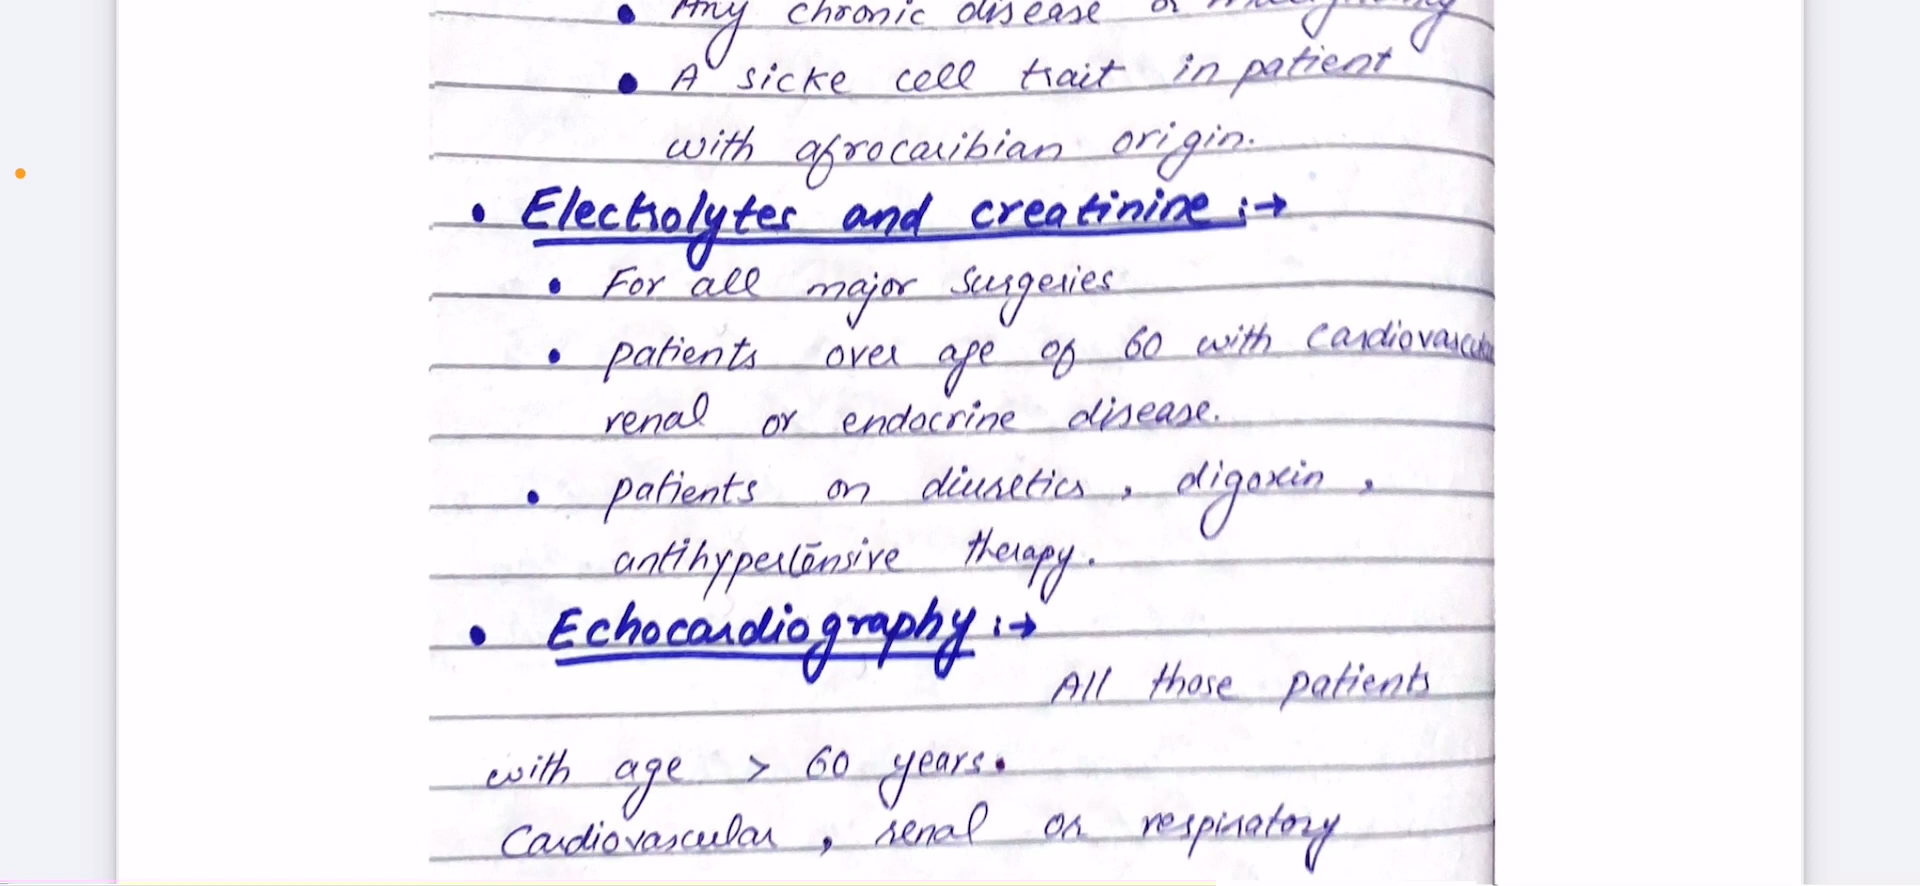 • Any chronic disease or malignancy
• A sicke cell trait in patient
with afrocaribian origin.
• Electrolytes and creatinine :→
• For all major surgeries
• patients over age of 60 with cardiovascular
renal or endocrine disease.
• patients on diuretics, digoxin,
antihypertensive therapy.
• Echocardiography :→
All those patients
with age > 60 years.
Cardiovascular, renal or respiratory